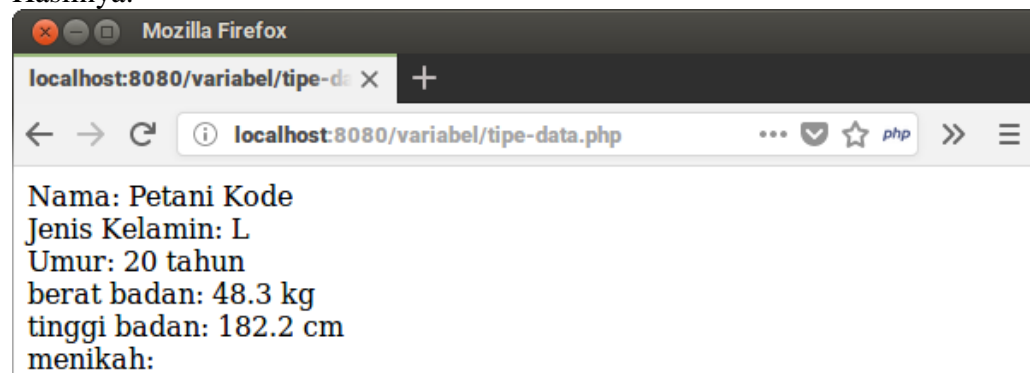 Hasilnya:
Mozilla Firefox
localhost:8080/variabel/tipe-da
localhost:8080/variabel/tipe-data.php
php
Nama: Petani Kode
Jenis Kelamin: L
Umur: 20 tahun
berat badan: 48.3 kg
tinggi badan: 182.2 cm
menikah: